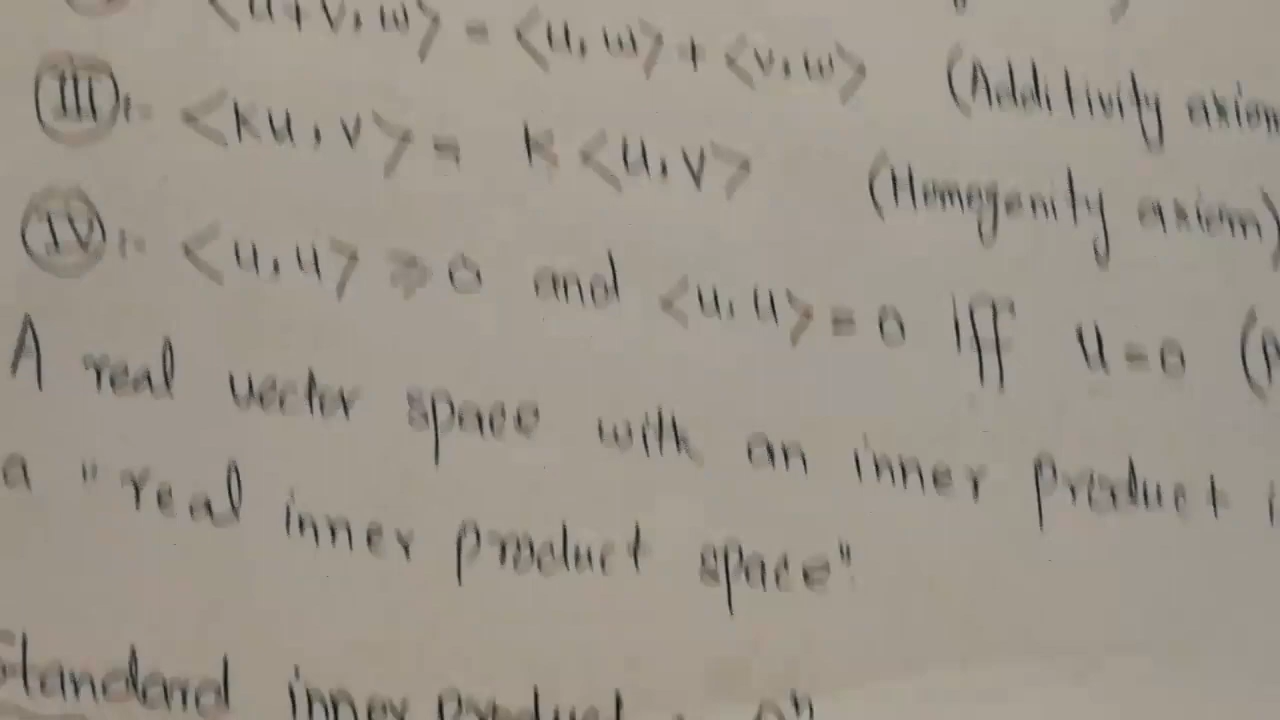 <u+v,w> = <u,w> + <v,w> (Additivity axiom
(III):- <ku,v> = k<u,v> (Homogenity axiom)
(IV):- <u,u> ≥ 0 and <u,u> = 0 iff u=0 (
A real vector space with an inner product
a "real inner product space"
Standard inner product